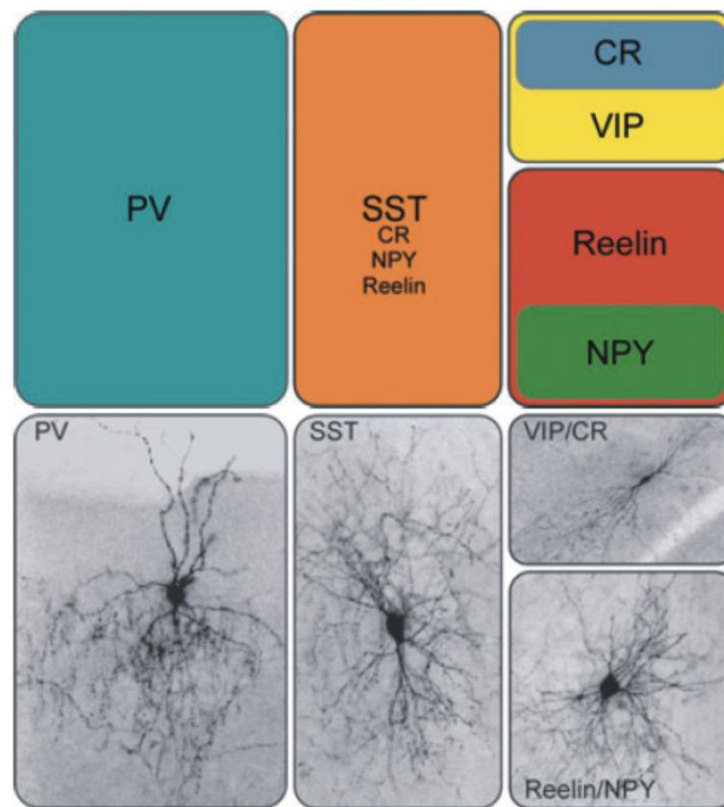 PV
SST
CR
NPY
Reelin
CR
VIP
Reelin
NPY
PV
SST
VIP/CR
Reelin/NPY